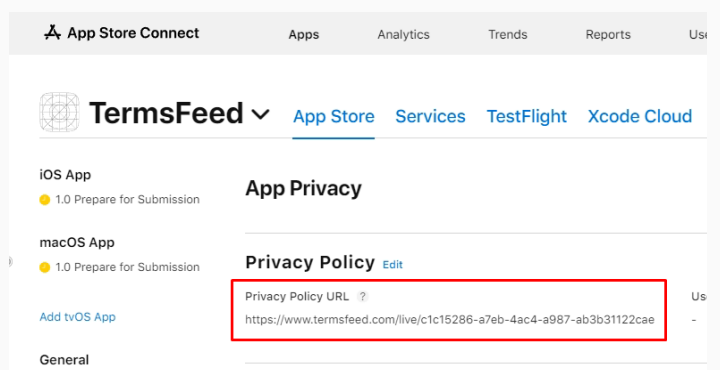 App Store Connect Apps Analytics Trends Reports Use
TermsFeed App Store Services TestFlight Xcode Cloud
iOS App
1.0 Prepare for Submission
App Privacy
macOS App
1.0 Prepare for Submission
Privacy Policy Edit
Privacy Policy URL ? Us
https://www.termsfeed.com/live/c1c15286-a7eb-4ac4-a987-ab3b31122cae -
Add tvOS App
General